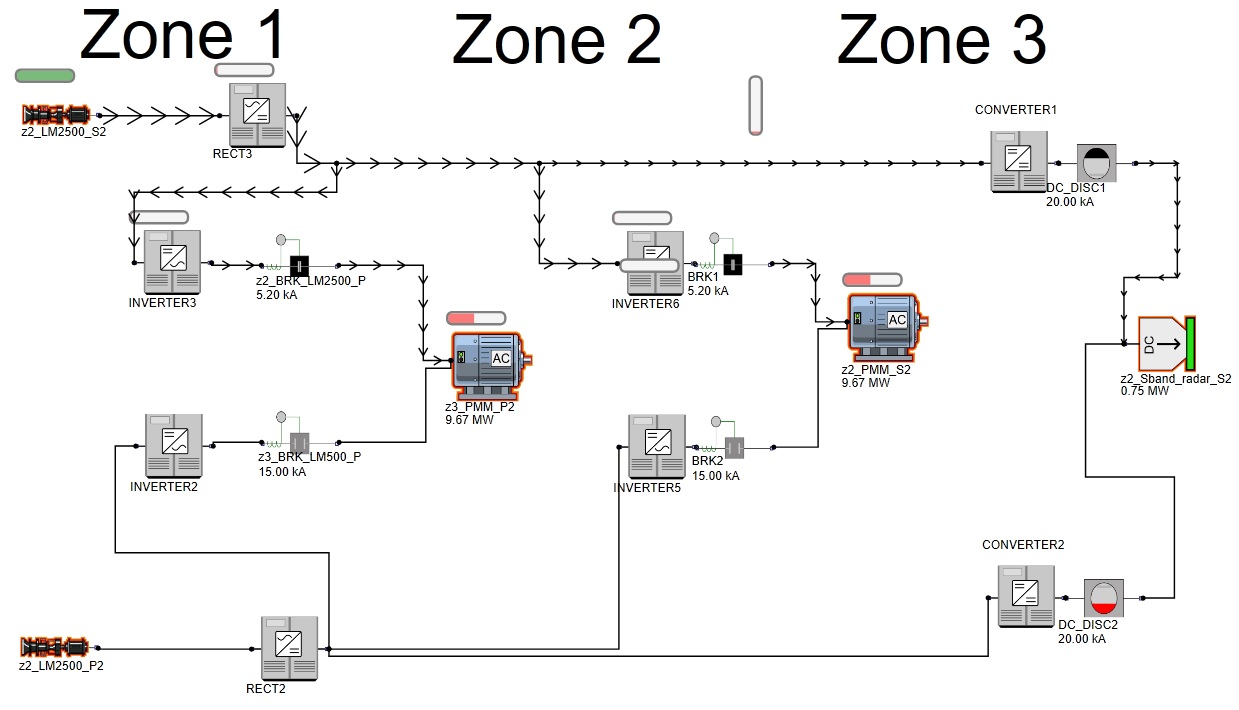 Zone 1
Zone 2
Zone 3
z2_LM2500_S2
RECT3
CONVERTER1
DC_DISC1
20.00 kA
INVERTER3
z2_BRK_LM2500_P
5.20 kA
INVERTER6
BRK1
5.20 kA
AC
z3_PMM_P2
9.67 MW
AC
z2_PMM_S2
9.67 MW
DC
z2_Sband_radar_S2
0.75 MW
INVERTER2
z3_BRK_LM500_P
15.00 kA
INVERTER5
BRK2
15.00 kA
CONVERTER2
DC_DISC2
20.00 kA
z2_LM2500_P2
RECT2